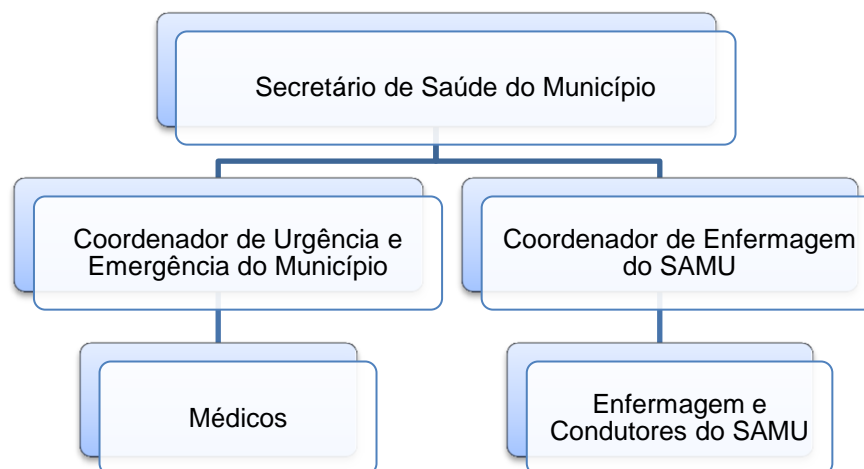 Secretário de Saúde do Município
Coordenador de Urgência e
Emergência do Município
Coordenador de Enfermagem
do SAMU
Médicos
Enfermagem e
Condutores do SAMU